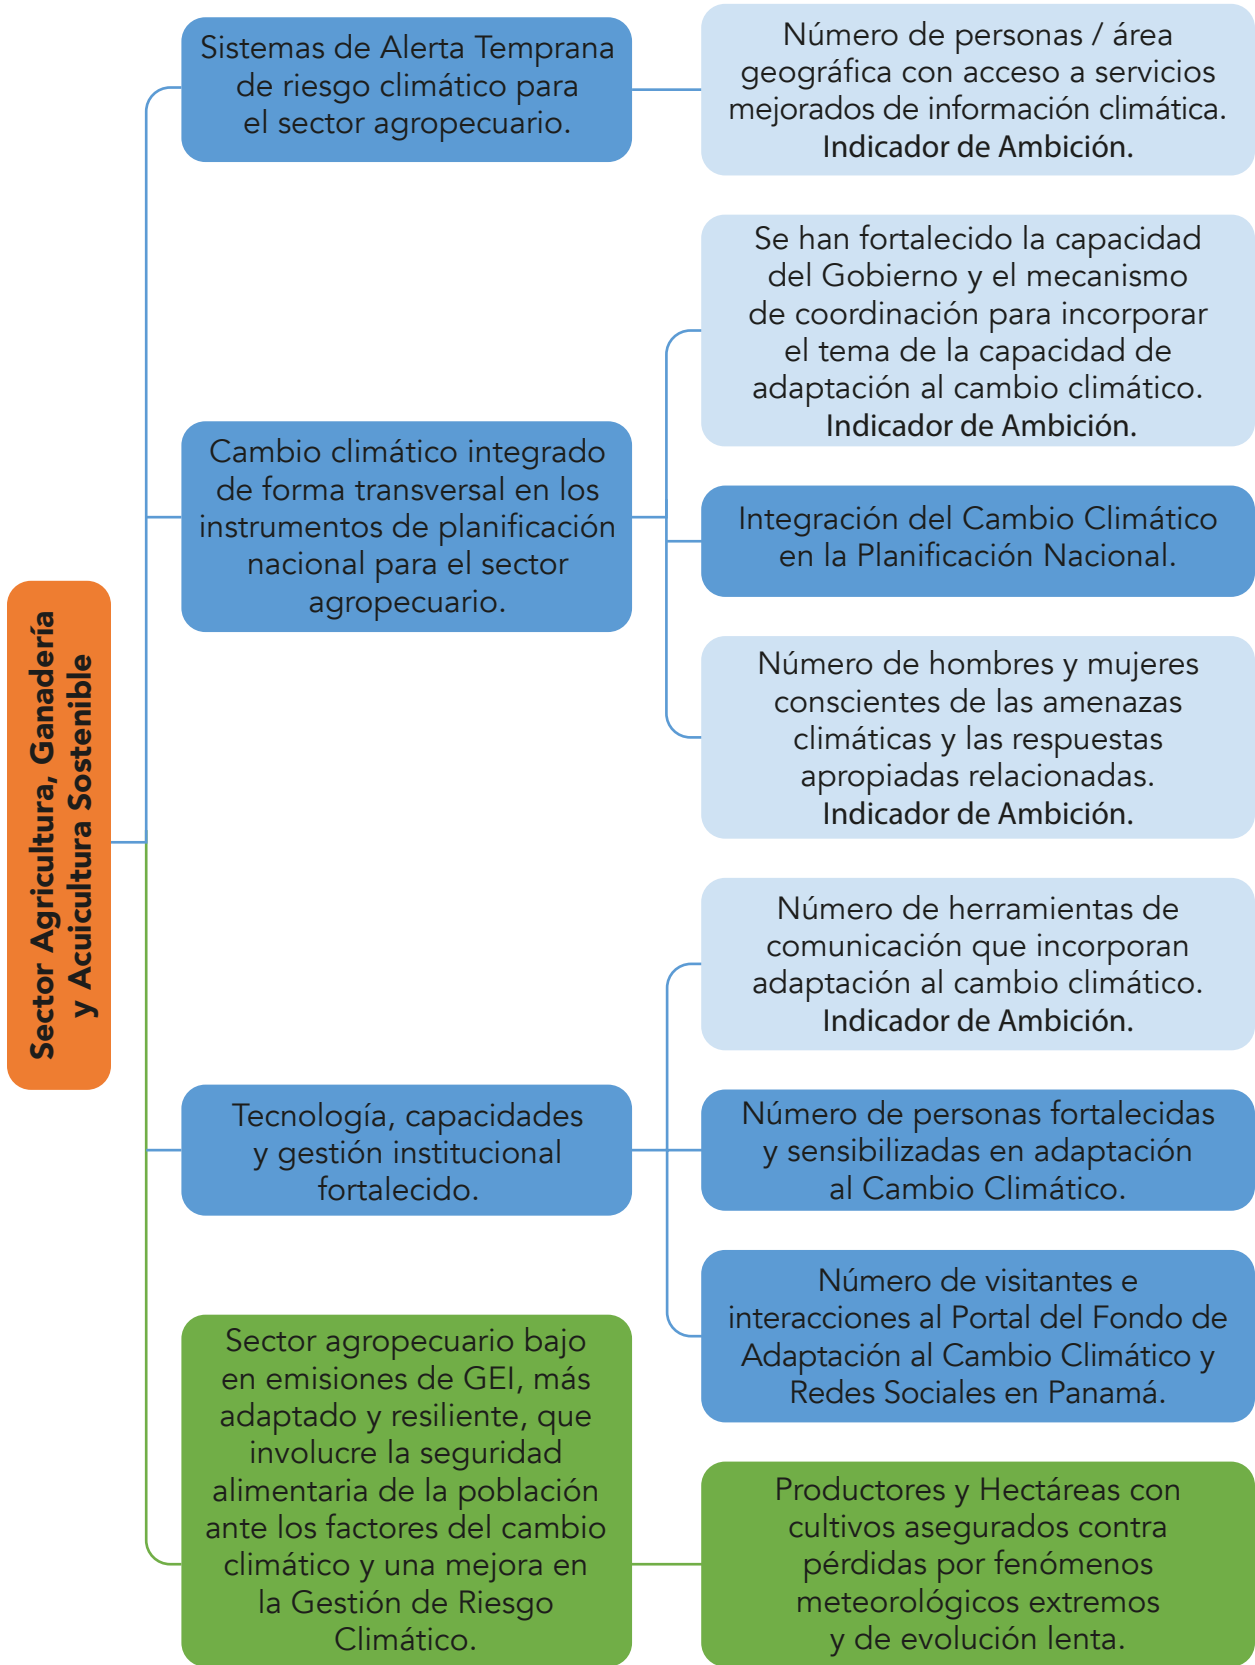 Sector Agricultura, Ganadería
y Acuicultura Sostenible
Sistemas de Alerta Temprana
de riesgo climático para
el sector agropecuario.
Número de personas / área
geográfica con acceso a servicios
mejorados de información climática.
Indicador de Ambición.
Cambio climático integrado
de forma transversal en los
instrumentos de planificación
nacional para el sector
agropecuario.
Se han fortalecido la capacidad
del Gobierno y el mecanismo
de coordinación para incorporar
el tema de la capacidad de
adaptación al cambio climático.
Indicador de Ambición.
Integración del Cambio Climático
en la Planificación Nacional.
Número de hombres y mujeres
conscientes de las amenazas
climáticas y las respuestas
apropiadas relacionadas.
Indicador de Ambición.
Tecnología, capacidades
y gestión institucional
fortalecido.
Número de herramientas de
comunicación que incorporan
adaptación al cambio climático.
Indicador de Ambición.
Número de personas fortalecidas
y sensibilizadas en adaptación
al Cambio Climático.
Número de visitantes e
interacciones al Portal del Fondo de
Adaptación al Cambio Climático y
Redes Sociales en Panamá.
Sector agropecuario bajo
en emisiones de GEI, más
adaptado y resiliente, que
involucre la seguridad
alimentaria de la población
ante los factores del cambio
climático y una mejora en
la Gestión de Riesgo
Climático.
Productores y Hectáreas con
cultivos asegurados contra
pérdidas por fenómenos
meteorológicos extremos
y de evolución lenta.